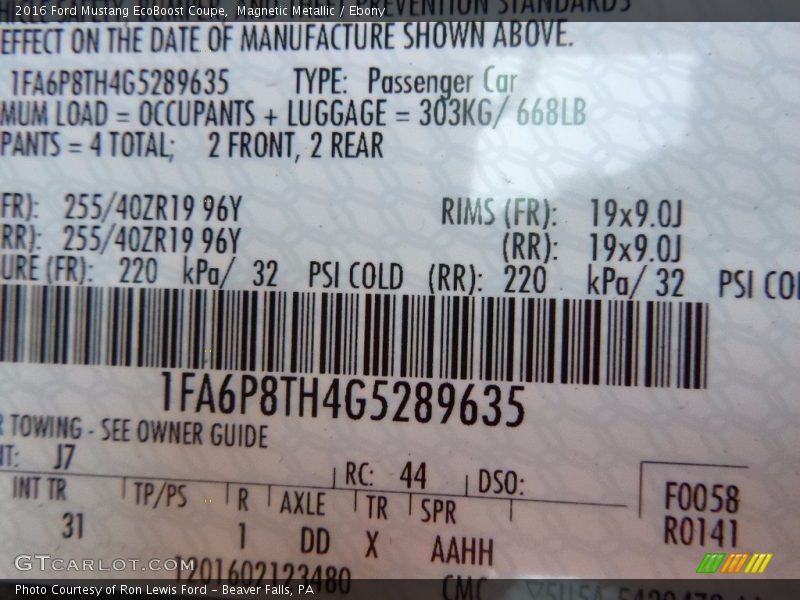 2016 Ford Mustang EcoBoost Coupe, Magnetic Metallic / Ebony
EFFECT ON THE DATE OF MANUFACTURE SHOWN ABOVE.
1FA6P8TH4G5289635 TYPE: Passenger Car
MUM LOAD = OCCUPANTS + LUGGAGE = 303KG/ 668LB
PANTS = 4 TOTAL; 2 FRONT, 2 REAR
FR): 255/40ZR19 96Y RIMS (FR): 19x9.0J
RR): 255/40ZR19 96Y (RR): 19x9.0J
URE (FR): 220 kPa/ 32 PSI COLD (RR): 220 kPa/ 32 PSI COL
1FA6P8TH4G5289635
TOWING - SEE OWNER GUIDE
NT: J7 RC: 44 DSO:
INT TR TP/PS R AXLE TR SPR F0058
31 1 DD X AAHH R0141
GTCARLOT.COM 1201602123480 CMC
Photo Courtesy of Ron Lewis Ford - Beaver Falls, PA